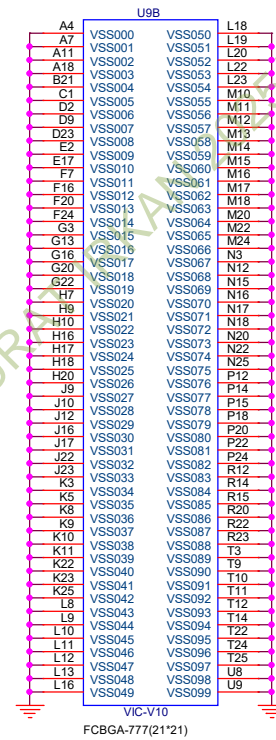 U9B
A4 VSS000 VSS050 L18
A7 VSS001 VSS051 L19
A11 VSS002 VSS052 L20
A18 VSS003 VSS053 L22
B21 VSS004 VSS054 L23
C1 VSS005 VSS055 M10
D2 VSS006 VSS056 M11
D9 VSS007 VSS057 M12
D23 VSS008 VSS058 M13
E2 VSS009 VSS059 M14
E17 VSS010 VSS060 M15
F7 VSS011 VSS061 M16
F16 VSS012 VSS062 M17
F20 VSS013 VSS063 M18
F24 VSS014 VSS064 M20
G3 VSS015 VSS065 M22
G13 VSS016 VSS066 M24
G16 VSS017 VSS067 N3
G20 VSS018 VSS068 N12
G22 VSS019 VSS069 N15
H7 VSS020 VSS070 N16
H9 VSS021 VSS071 N17
H10 VSS022 VSS072 N18
H16 VSS023 VSS073 N20
H17 VSS024 VSS074 N22
H18 VSS025 VSS075 N25
H20 VSS026 VSS076 P12
J9 VSS027 VSS077 P14
J10 VSS028 VSS078 P15
J12 VSS029 VSS079 P18
J16 VSS030 VSS080 P20
J17 VSS031 VSS081 P22
J22 VSS032 VSS082 P24
J23 VSS033 VSS083 R12
K3 VSS034 VSS084 R14
K5 VSS035 VSS085 R15
K8 VSS036 VSS086 R20
K9 VSS037 VSS087 R22
K10 VSS038 VSS088 R23
K11 VSS039 VSS089 T3
K22 VSS040 VSS090 T9
K23 VSS041 VSS091 T10
K25 VSS042 VSS092 T11
L8 VSS043 VSS093 T12
L9 VSS044 VSS094 T14
L10 VSS045 VSS095 T22
L11 VSS046 VSS096 T24
L12 VSS047 VSS097 T25
L13 VSS048 VSS098 U8
L16 VSS049 VSS099 U9
VIC-V10
FCBGA-777(21*21)
URAT IRKAN 2025